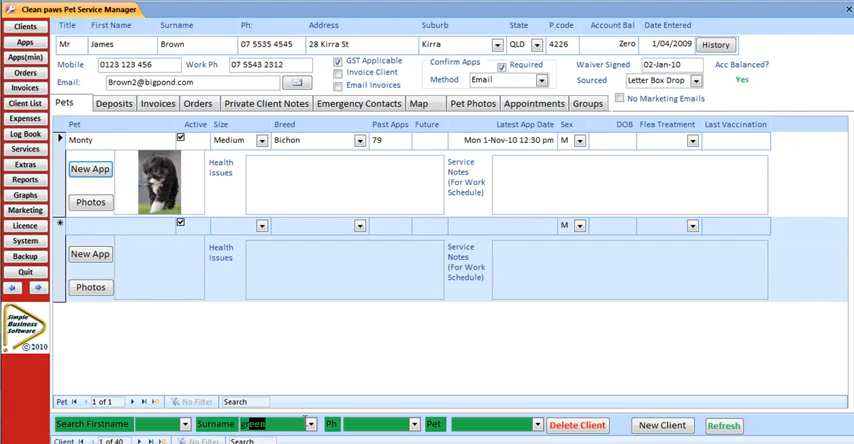 Clean paws Pet Service Manager
Clients
Apps
Apps(min)
Orders
Invoices
Client List
Expenses
Log Book
Services
Extras
Reports
Graphs
Marketing
Licence
System
Backup
Quit
Simple
Business
Software
©2010
Title First Name Surname Ph: Address Suburb State P.code Account Bal Date Entered
Mr James Brown 07 5535 4545 28 Kirra St Kirra QLD 4226 Zero 1/04/2009 History
Mobile 0123 123 456 Work Ph 07 5543 2312 GST Applicable Confirm Apps Required Waiver Signed 02-Jan-10 Acc Balanced?
Invoice Client
Email: Brown2@bigpond.com Email Invoices Method Email Sourced Letter Box Drop Yes
No Marketing Emails
Pets Deposits Invoices Orders Private Client Notes Emergency Contacts Map Pet Photos Appointments Groups
Pet Active Size Breed Past Apps Future Latest App Date Sex DOB Flea Treatment Last Vaccination
Monty Medium Bichon 79 Mon 1-Nov-10 12:30 pm M
New App Health Issues Service Notes (For Work Schedule)
Photos
M
New App Health Issues Service Notes (For Work Schedule)
Photos
Pet 1 of 1 No Filter Search
Search Firstname Surname green Ph Pet Delete Client New Client Refresh
Client 1 of 40 No Filter Search